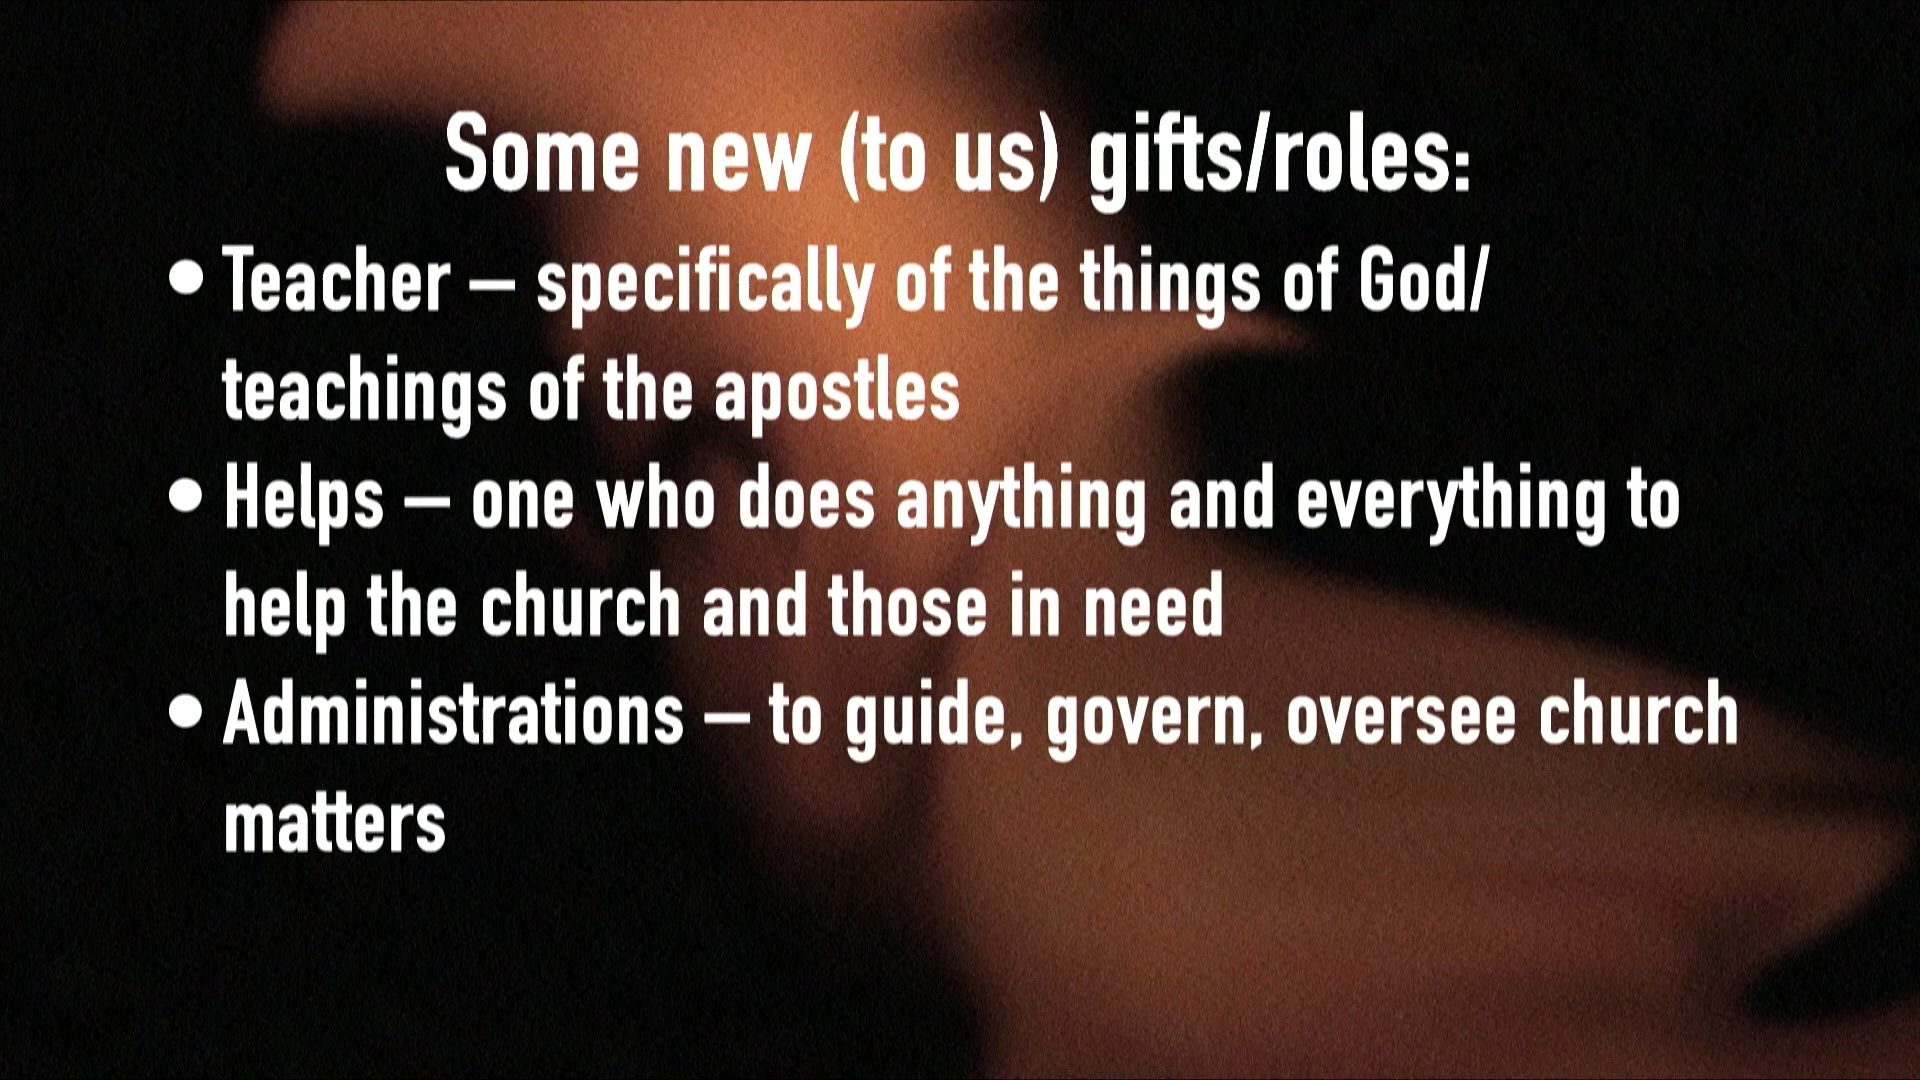 Some new (to us) gifts/roles:
• Teacher – specifically of the things of God/
teachings of the apostles
• Helps – one who does anything and everything to
help the church and those in need
• Administrations – to guide, govern, oversee church
matters